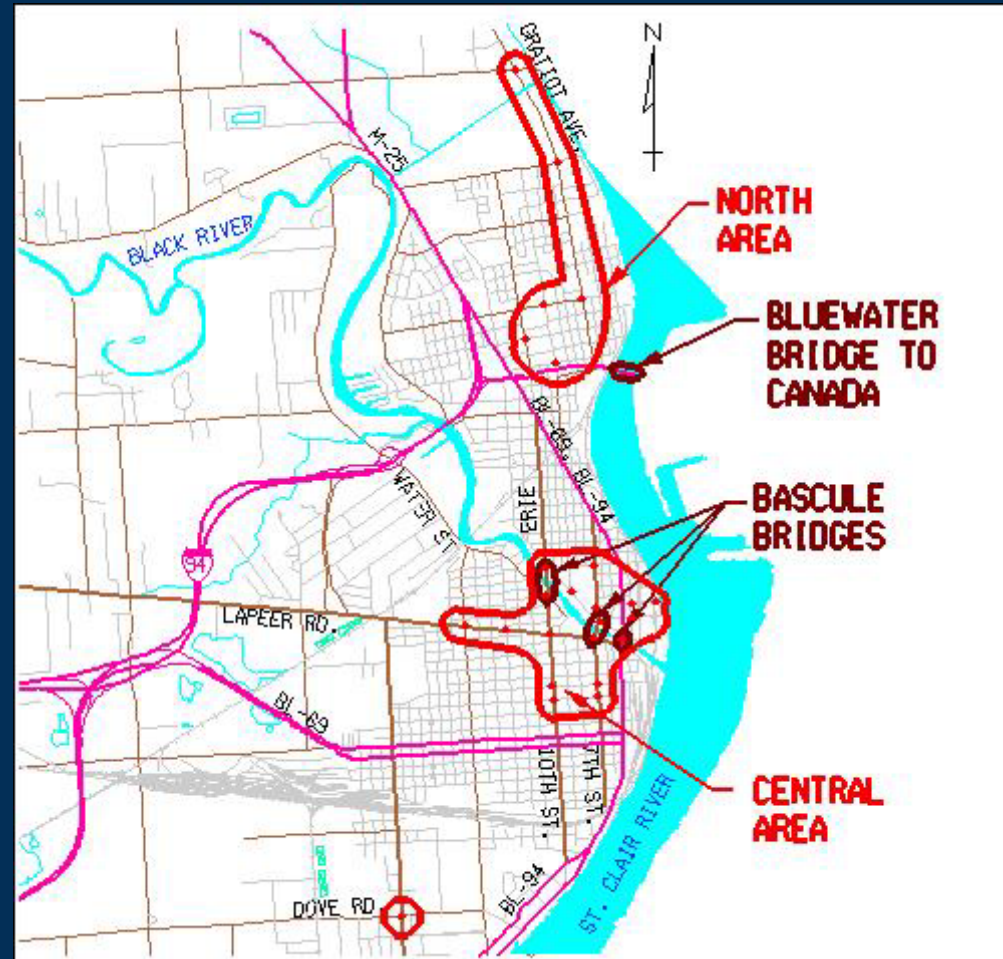 GRATIOT AVE.
N
M-25
BLACK RIVER
NORTH
AREA
BLUEWATER
BRIDGE TO
CANADA
BL-69, BL-94
WATER ST
ERIE
BASCULE
BRIDGES
94
LAPEER RD.
BL-69
10TH ST.
7TH ST.
CENTRAL
AREA
ST. CLAIR RIVER
BL-94
DOVE RD